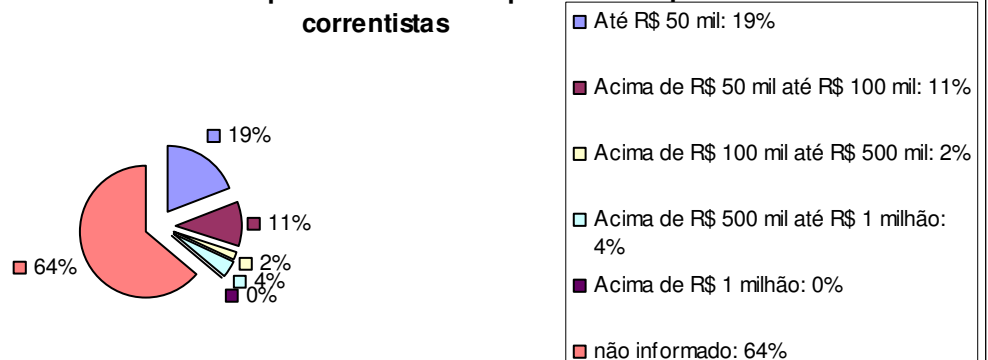 correntistas
19%
11%
2%
4%
0%
64%
Até R$ 50 mil: 19%
Acima de R$ 50 mil até R$ 100 mil: 11%
Acima de R$ 100 mil até R$ 500 mil: 2%
Acima de R$ 500 mil até R$ 1 milhão:
4%
Acima de R$ 1 milhão: 0%
não informado: 64%